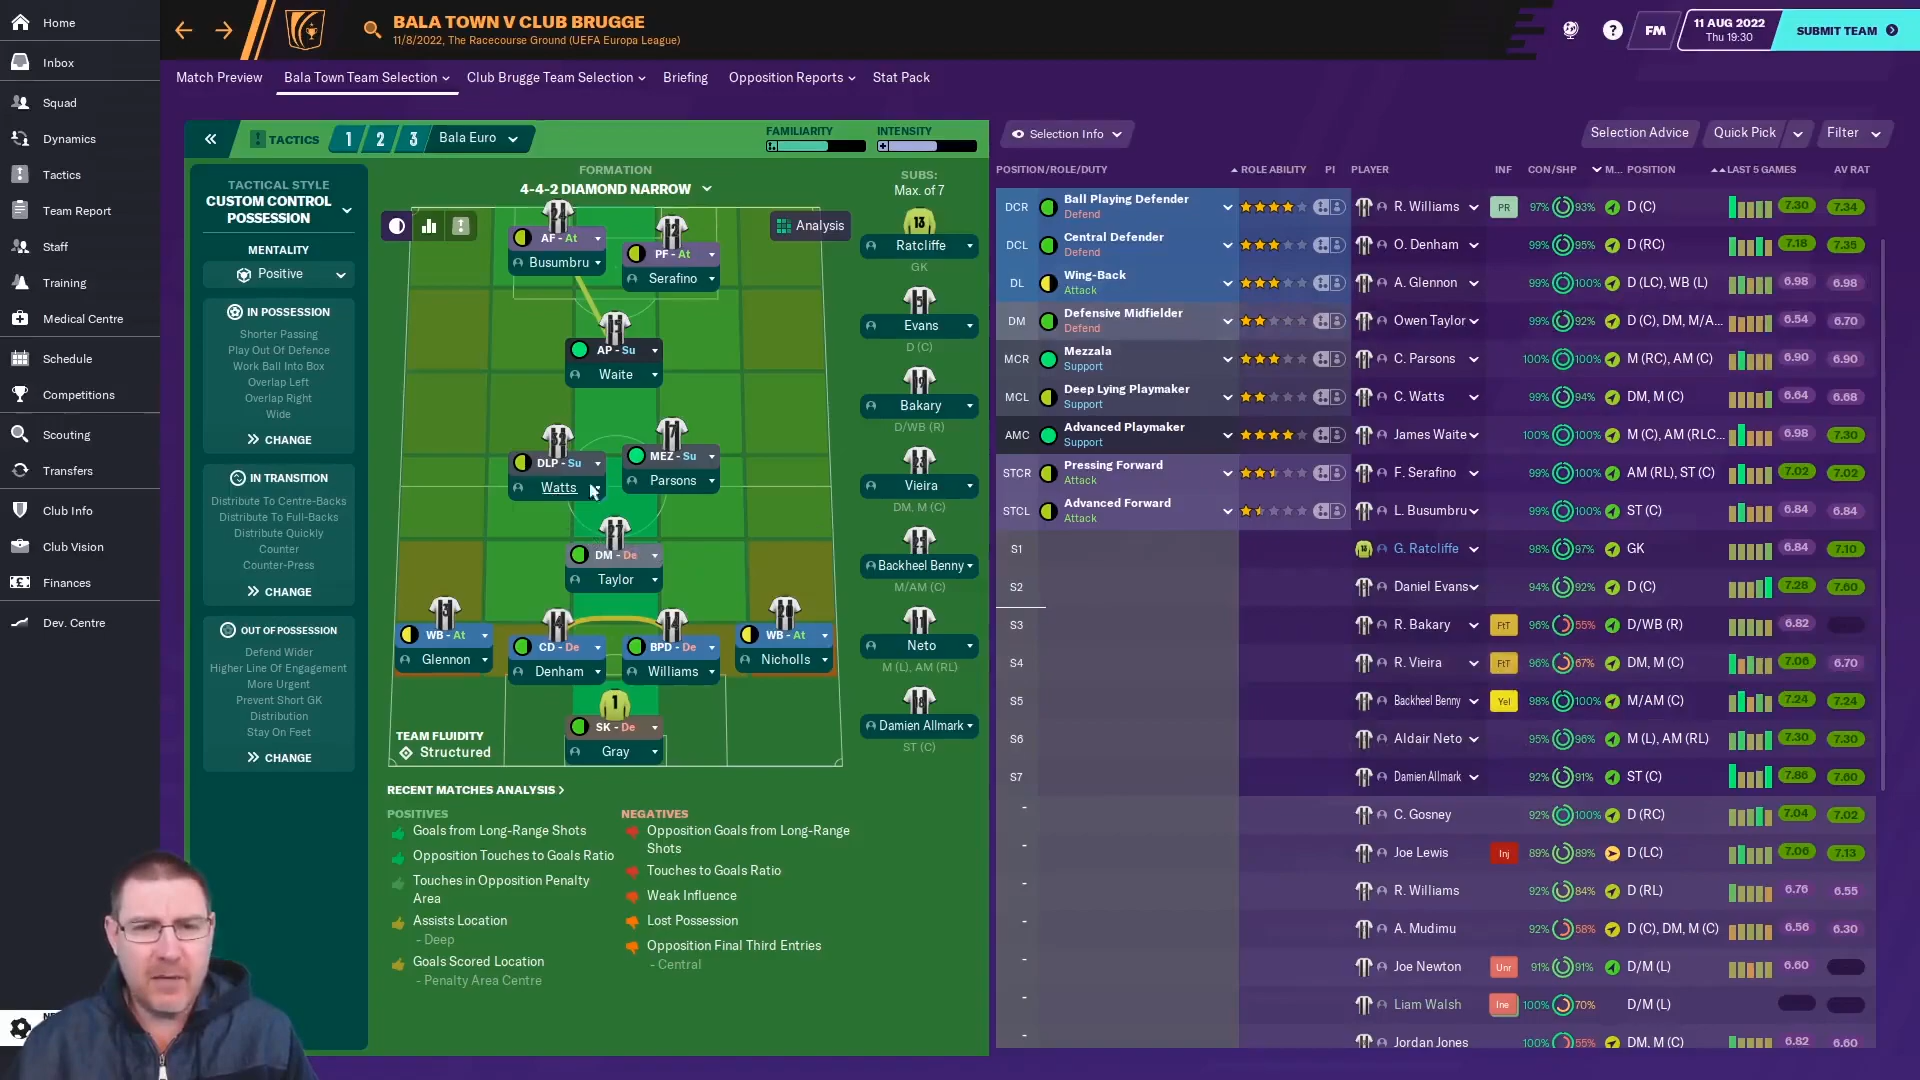 Home
Inbox
Squad
Dynamics
Tactics
Team Report
Staff
Training
Medical Centre
Schedule
Competitions
Scouting
Transfers
Club Info
Club Vision
Finances
Dev. Centre
BALA TOWN V CLUB BRUGGE
11/8/2022, The Racecourse Ground (UEFA Europa League)
? FM
11 AUG 2022
Thu 19:30
SUBMIT TEAM
Match Preview Bala Town Team Selection Club Brugge Team Selection Briefing Opposition Reports Stat Pack
TACTICS 1 2 3 Bala Euro
FAMILIARITY
INTENSITY
TACTICAL STYLE
CUSTOM CONTROL
POSSESSION
MENTALITY
Positive
IN POSSESSION
Shorter Passing
Play Out Of Defence
Work Ball Into Box
Overlap Left
Overlap Right
Wide
CHANGE
IN TRANSITION
Distribute To Centre-Backs
Distribute To Full-Backs
Distribute Quickly
Counter
Counter-Press
CHANGE
OUT OF POSSESSION
Defend Wider
Higher Line Of Engagement
More Urgent
Prevent Short GK
Distribution
Stay On Feet
CHANGE
FORMATION
4-4-2 DIAMOND NARROW
Analysis
AF - At
Busumbru
PF - At
Serafino
AP - Su
Waite
DLP - Su
Watts
MEZ - Su
Parsons
DM - De
Taylor
WB - At
Glennon
CD - De
Denham
BPD - De
Williams
WB - At
Nicholls
1
SK - De
Gray
TEAM FLUIDITY
Structured
SUBS:
Max. of 7
13
Ratcliffe
GK
Evans
D (C)
Bakary
D/WB (R)
Vieira
DM, M (C)
Backheel Benny
M/AM (C)
Neto
M (L), AM (RL)
Damien Allmark
ST (C)
RECENT MATCHES ANALYSIS >
POSITIVES
Goals from Long-Range Shots
Opposition Touches to Goals Ratio
Touches in Opposition Penalty
Area
Assists Location
- Deep
Goals Scored Location
- Penalty Area Centre
NEGATIVES
Opposition Goals from Long-Range
Shots
Touches to Goals Ratio
Weak Influence
Lost Possession
Opposition Final Third Entries
- Central
Selection Info
Selection Advice Quick Pick Filter
POSITION/ROLE/DUTY ROLE ABILITY PI PLAYER INF CON/SHP M... POSITION LAST 5 GAMES AV RAT
DCR Ball Playing Defender Defend R. Williams PR 97% 93% D (C) 7.30 7.34
DCL Central Defender Defend O. Denham 99% 95% D (RC) 7.18 7.35
DL Wing-Back Attack A. Glennon 99% 100% D (LC), WB (L) 6.98 6.98
DM Defensive Midfielder Defend Owen Taylor 99% 92% D (C), DM, M/A... 6.54 6.70
MCR Mezzala Support C. Parsons 100% 100% M (RC), AM (C) 6.90 6.90
MCL Deep Lying Playmaker Support C. Watts 99% 94% DM, M (C) 6.64 6.68
AMC Advanced Playmaker Support James Waite 100% 100% M (C), AM (RLC... 6.98 7.30
STCR Pressing Forward Attack F. Serafino 99% 100% AM (RL), ST (C) 7.02 7.02
STCL Advanced Forward Attack L. Busumbru 99% 100% ST (C) 6.84 6.84
S1 G. Ratcliffe 98% 97% GK 6.84 7.10
S2 Daniel Evans 94% 92% D (C) 7.28 7.60
S3 R. Bakary FtT 96% 55% D/WB (R) 6.82
S4 R. Vieira FtT 96% 67% DM, M (C) 7.06 6.70
S5 Backheel Benny Yel 98% 100% M/AM (C) 7.24 7.24
S6 Aldair Neto 95% 96% M (L), AM (RL) 7.30 7.30
S7 Damien Allmark 92% 91% ST (C) 7.86 7.60
- C. Gosney 92% 100% D (RC) 7.04 7.02
- Joe Lewis Inj 89% 89% D (LC) 7.06 7.13
- R. Williams 92% 84% D (RL) 6.76 6.55
- A. Mudimu 92% 58% D (C), DM, M (C) 6.56 6.30
- Joe Newton Unr 91% 91% D/M (L) 6.60
- Liam Walsh Ine 100% 70% D/M (L)
- Jordan Jones 100% 55% DM, M (C) 6.82 6.60